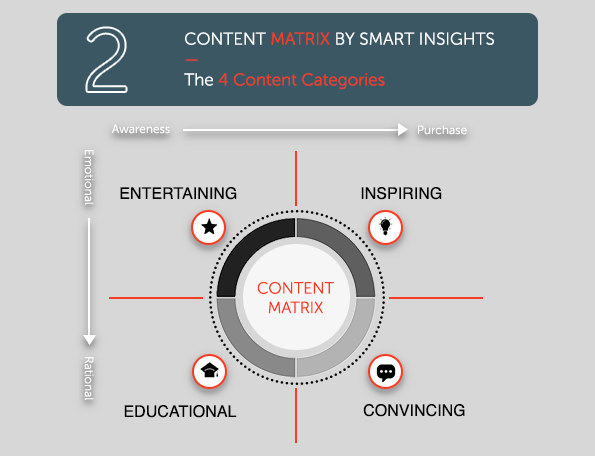 2
CONTENT MATRIX BY SMART INSIGHTS
The 4 Content Categories
Awareness
Purchase
Emotional
Rational
ENTERTAINING
INSPIRING
CONTENT
MATRIX
EDUCATIONAL
CONVINCING